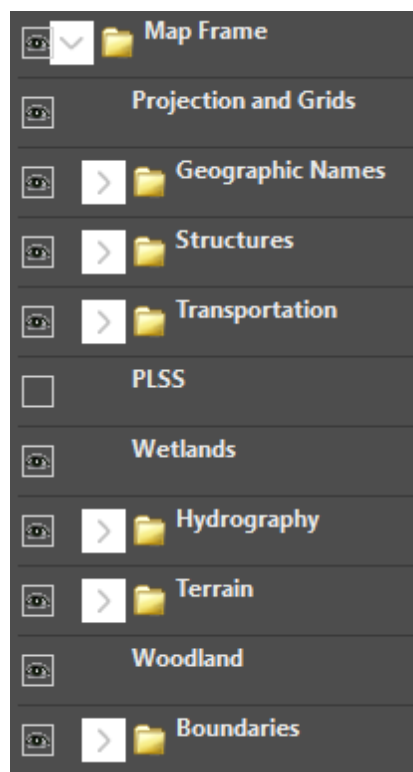 Map Frame
Projection and Grids
Geographic Names
Structures
Transportation
PLSS
Wetlands
Hydrography
Terrain
Woodland
Boundaries